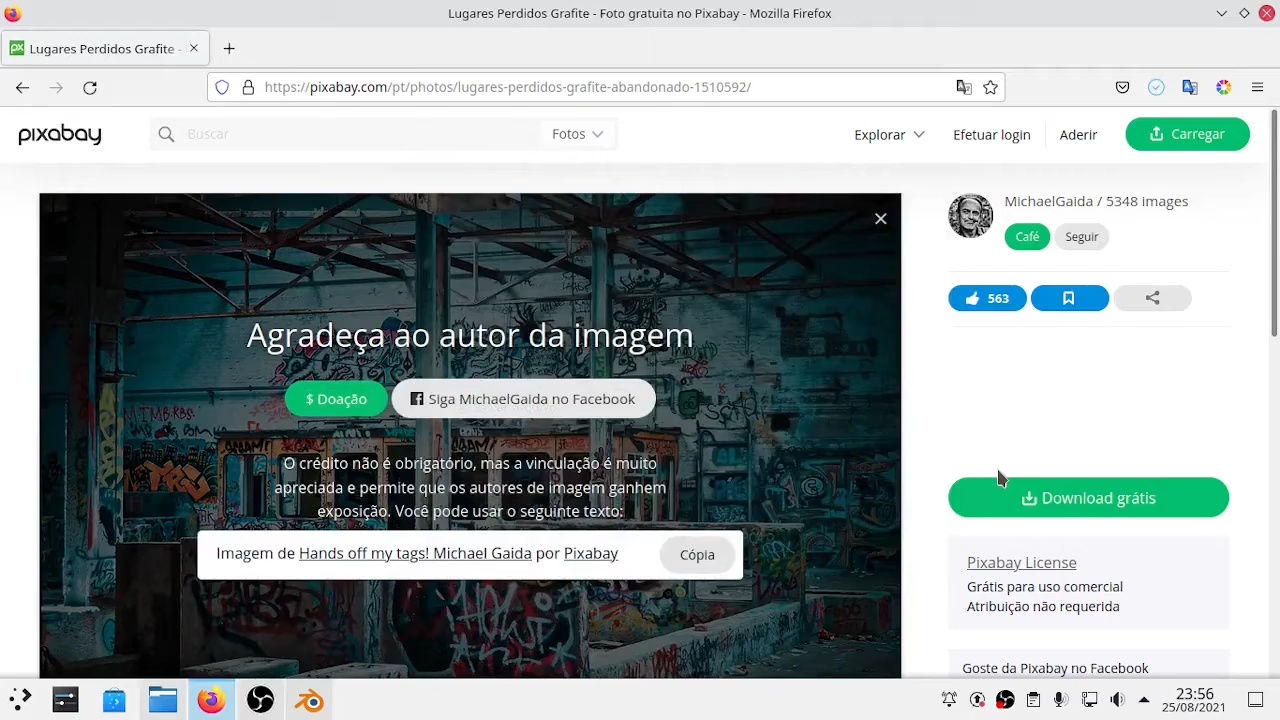 Lugares Perdidos Grafite - Foto gratuita no Pixabay - Mozilla Firefox
px Lugares Perdidos Grafite -
https://pixabay.com/pt/photos/lugares-perdidos-grafite-abandonado-1510592/
pixabay Buscar Fotos Explorar Efetuar login Aderir Carregar
MichaelGaida / 5348 images
Café Seguir
563
Agradeça ao autor da imagem
$ Doação Siga MichaelGaida no Facebook
O crédito não é obrigatório, mas a vinculação é muito
apreciada e permite que os autores de imagem ganhem
exposição. Você pode usar o seguinte texto:
Imagem de Hands off my tags! Michael Gaida por Pixabay Cópia
Download grátis
Pixabay License
Grátis para uso comercial
Atribuição não requerida
Goste da Pixabay no Facebook
23:56
25/08/2021